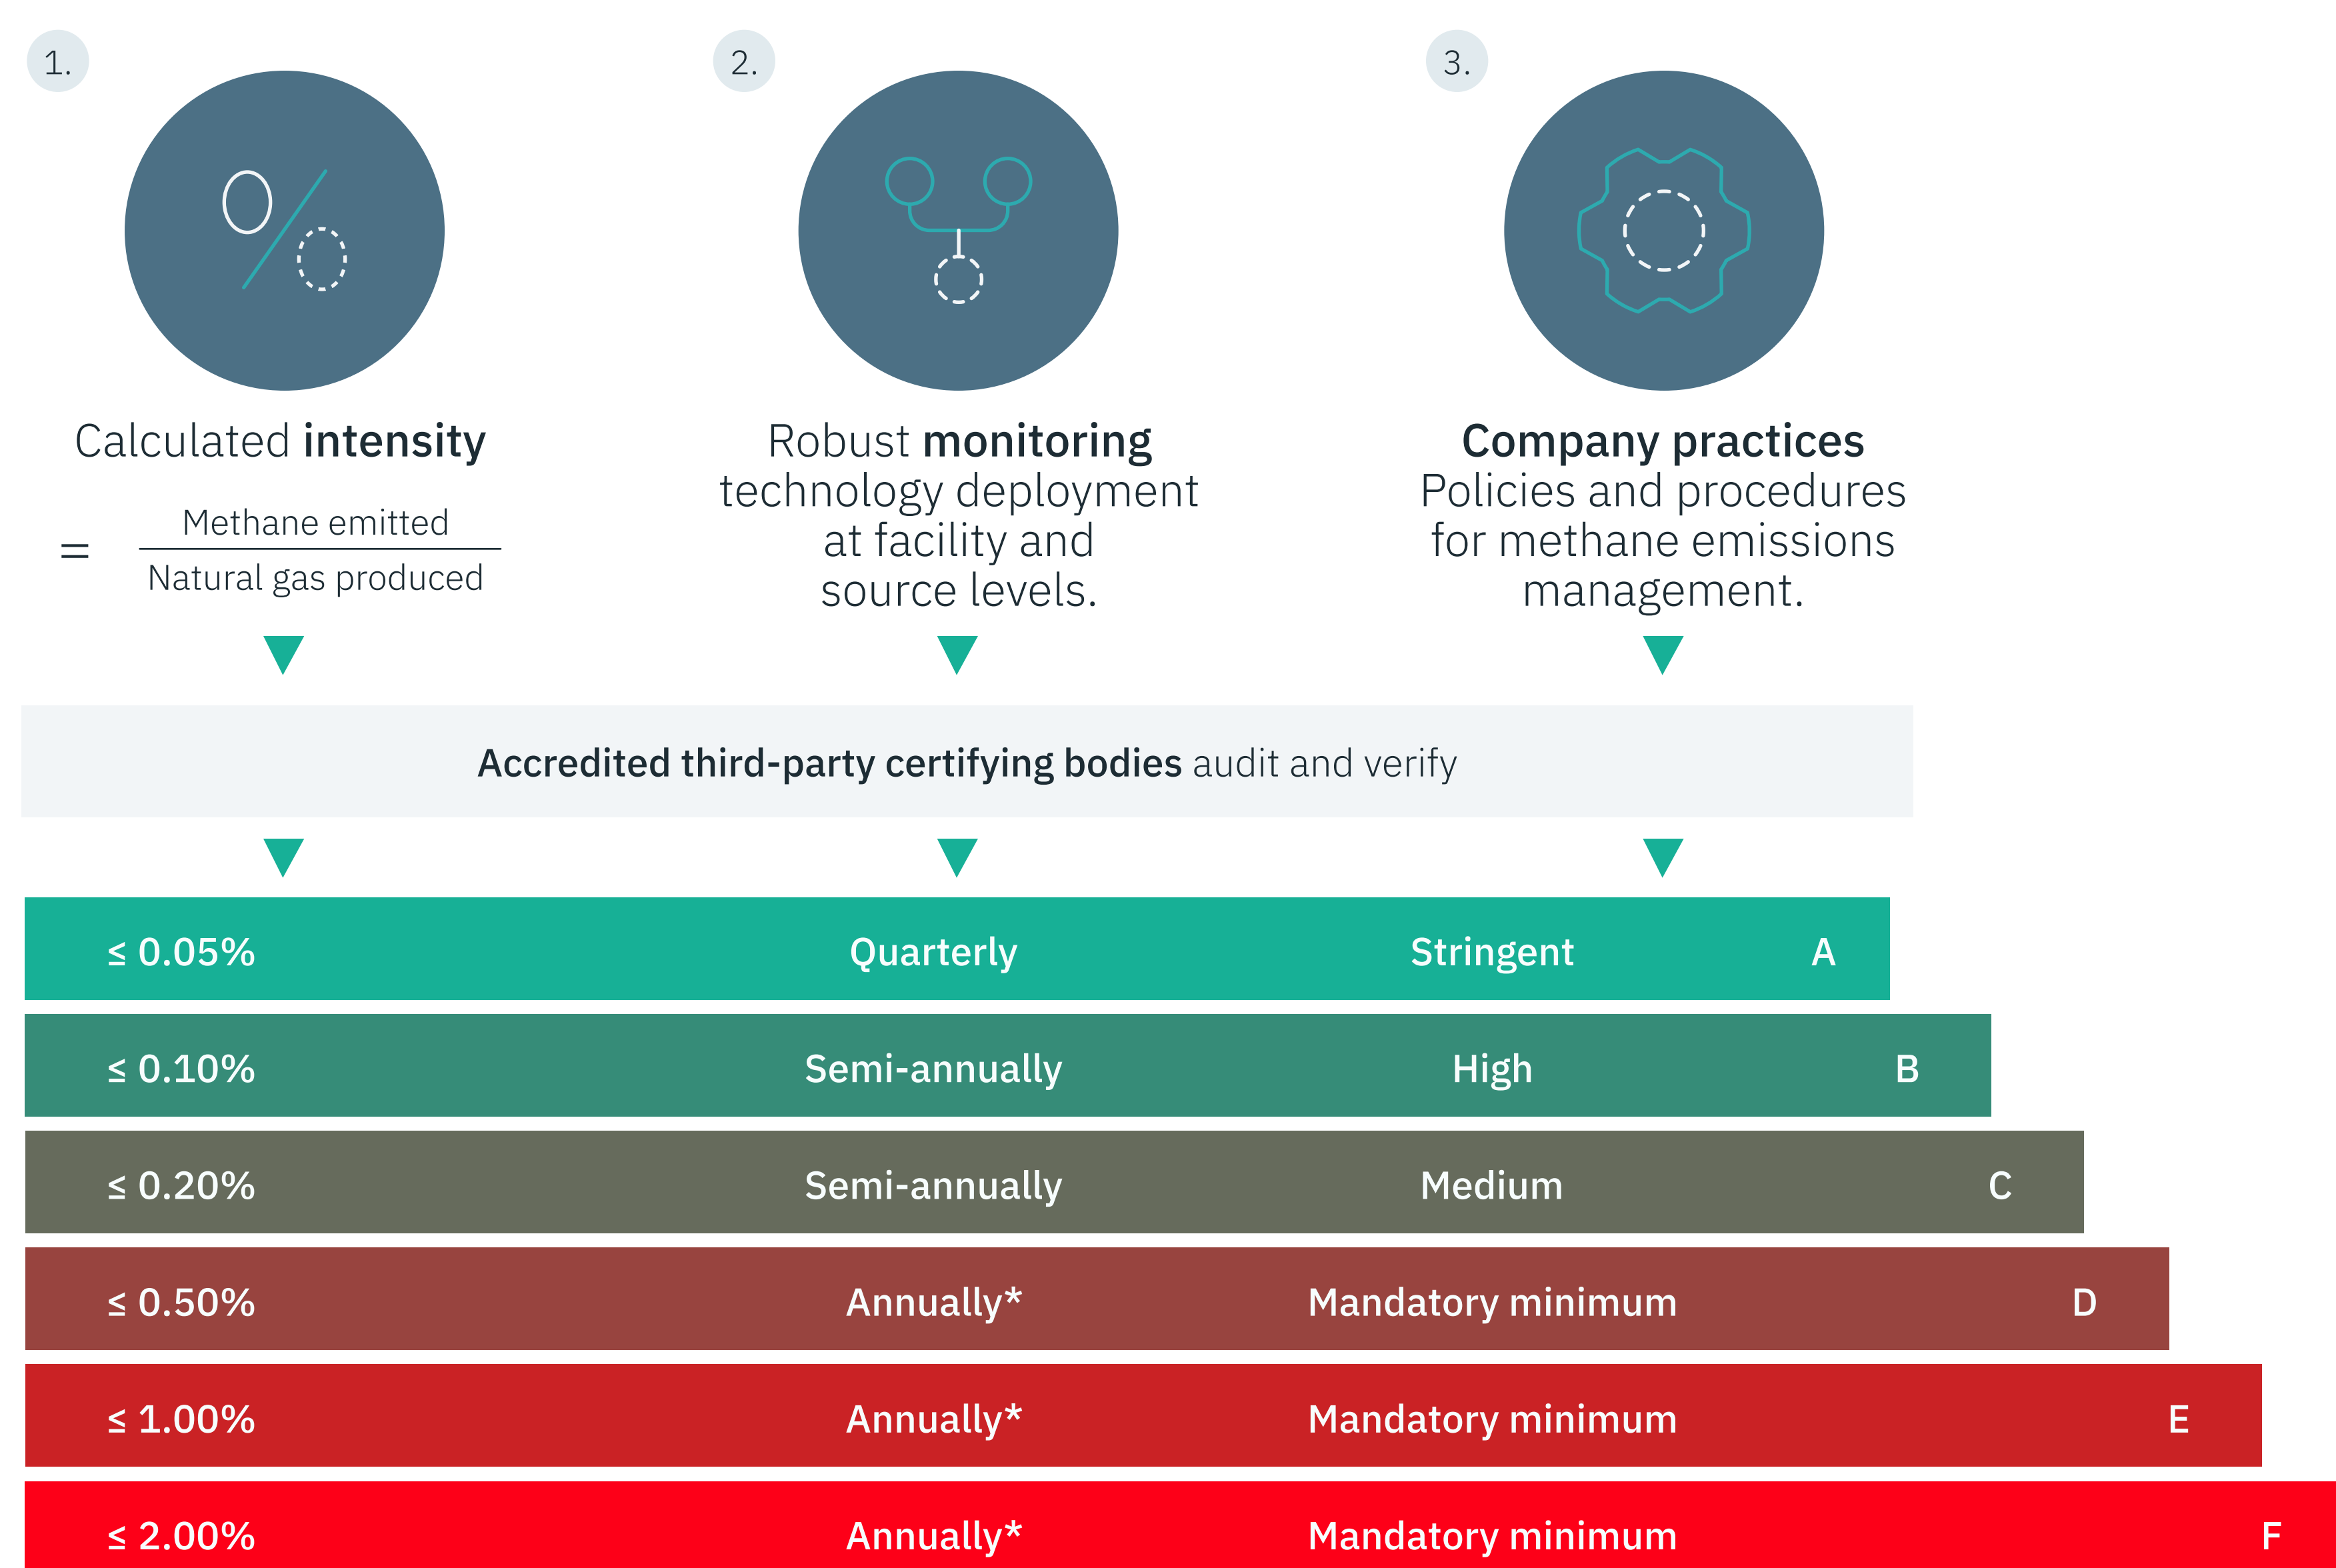 1.
2.
3.
Calculated intensity
=
Methane emitted
Natural gas produced
Robust monitoring
technology deployment
at facility and
source levels.
Company practices
Policies and procedures
for methane emissions
management.
Accredited third-party certifying bodies audit and verify
≤ 0.05% Quarterly Stringent A
≤ 0.10% Semi-annually High B
≤ 0.20% Semi-annually Medium C
≤ 0.50% Annually* Mandatory minimum D
≤ 1.00% Annually* Mandatory minimum E
≤ 2.00% Annually* Mandatory minimum F